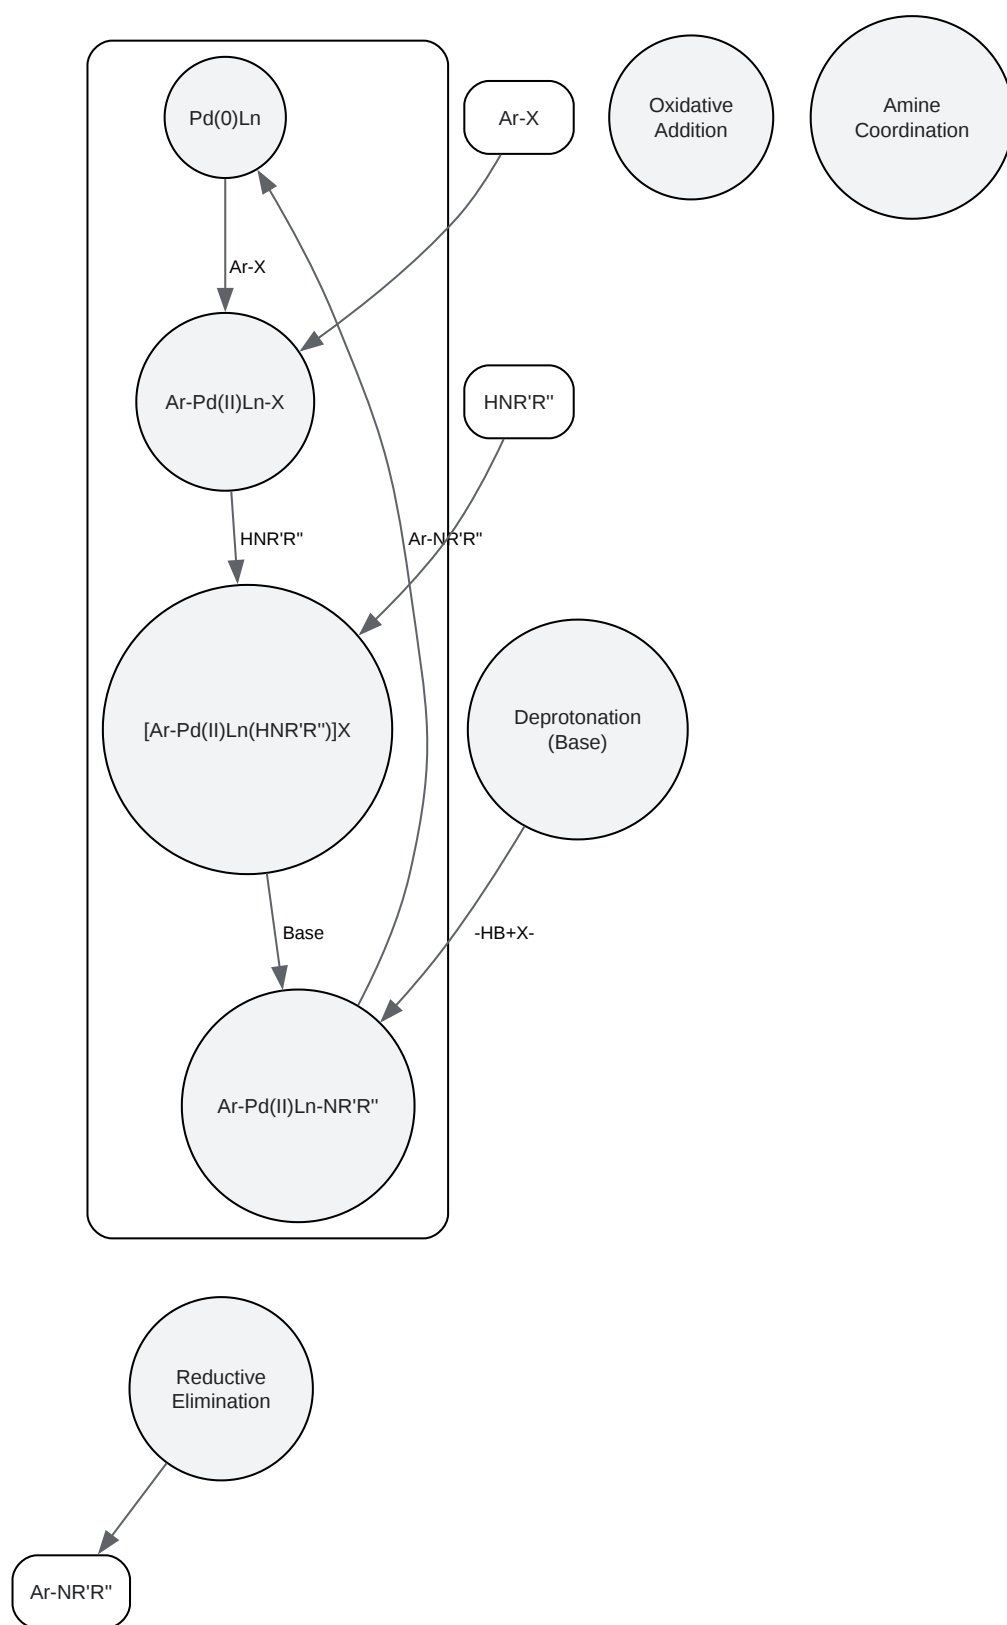 Pd(0)Ln
Ar-X
Oxidative
Addition
Amine
Coordination
Ar-X
Ar-Pd(II)Ln-X
HNR'R"
HNR'R"
Ar-NR'R"
[Ar-Pd(II)Ln(HNR'R")]X
Deprotonation
(Base)
Base
-HB+X-
Ar-Pd(II)Ln-NR'R"
Reductive
Elimination
Ar-NR'R"